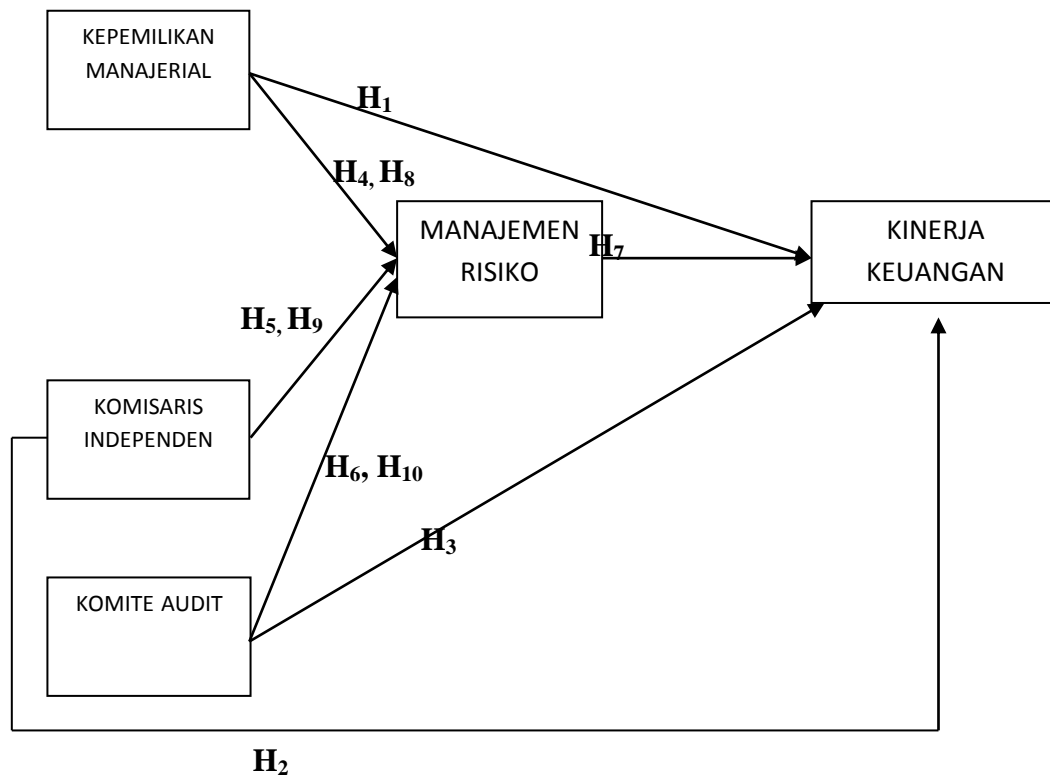 KEPEMILIKAN
MANAJERIAL
H₁
H₄, H₈
MANAJEMEN
RISIKO
H₇
KINERJA
KEUANGAN
H₅, H₉
KOMISARIS
INDEPENDEN
H₆, H₁₀
H₃
KOMITE AUDIT
H₂